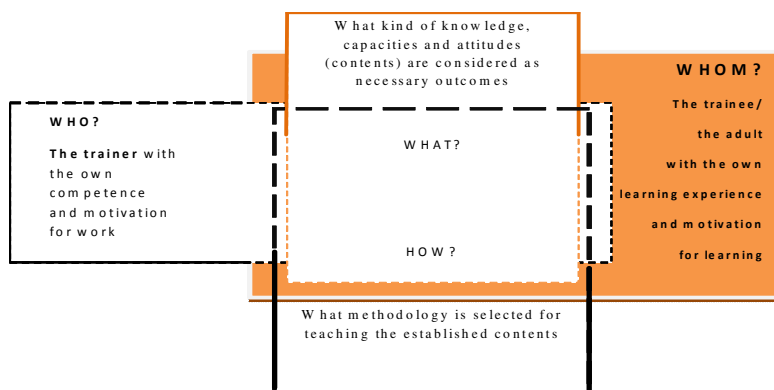 What kind of knowledge,
capacities and attitudes
(contents) are considered as
necessary outcomes
WHOM?
The trainee/
the adult
with the own
learning experience
and motivation
for learning
WHO?
The trainer with
the own
competence
and motivation
for work
WHAT?
HOW?
What methodology is selected for
teaching the established contents